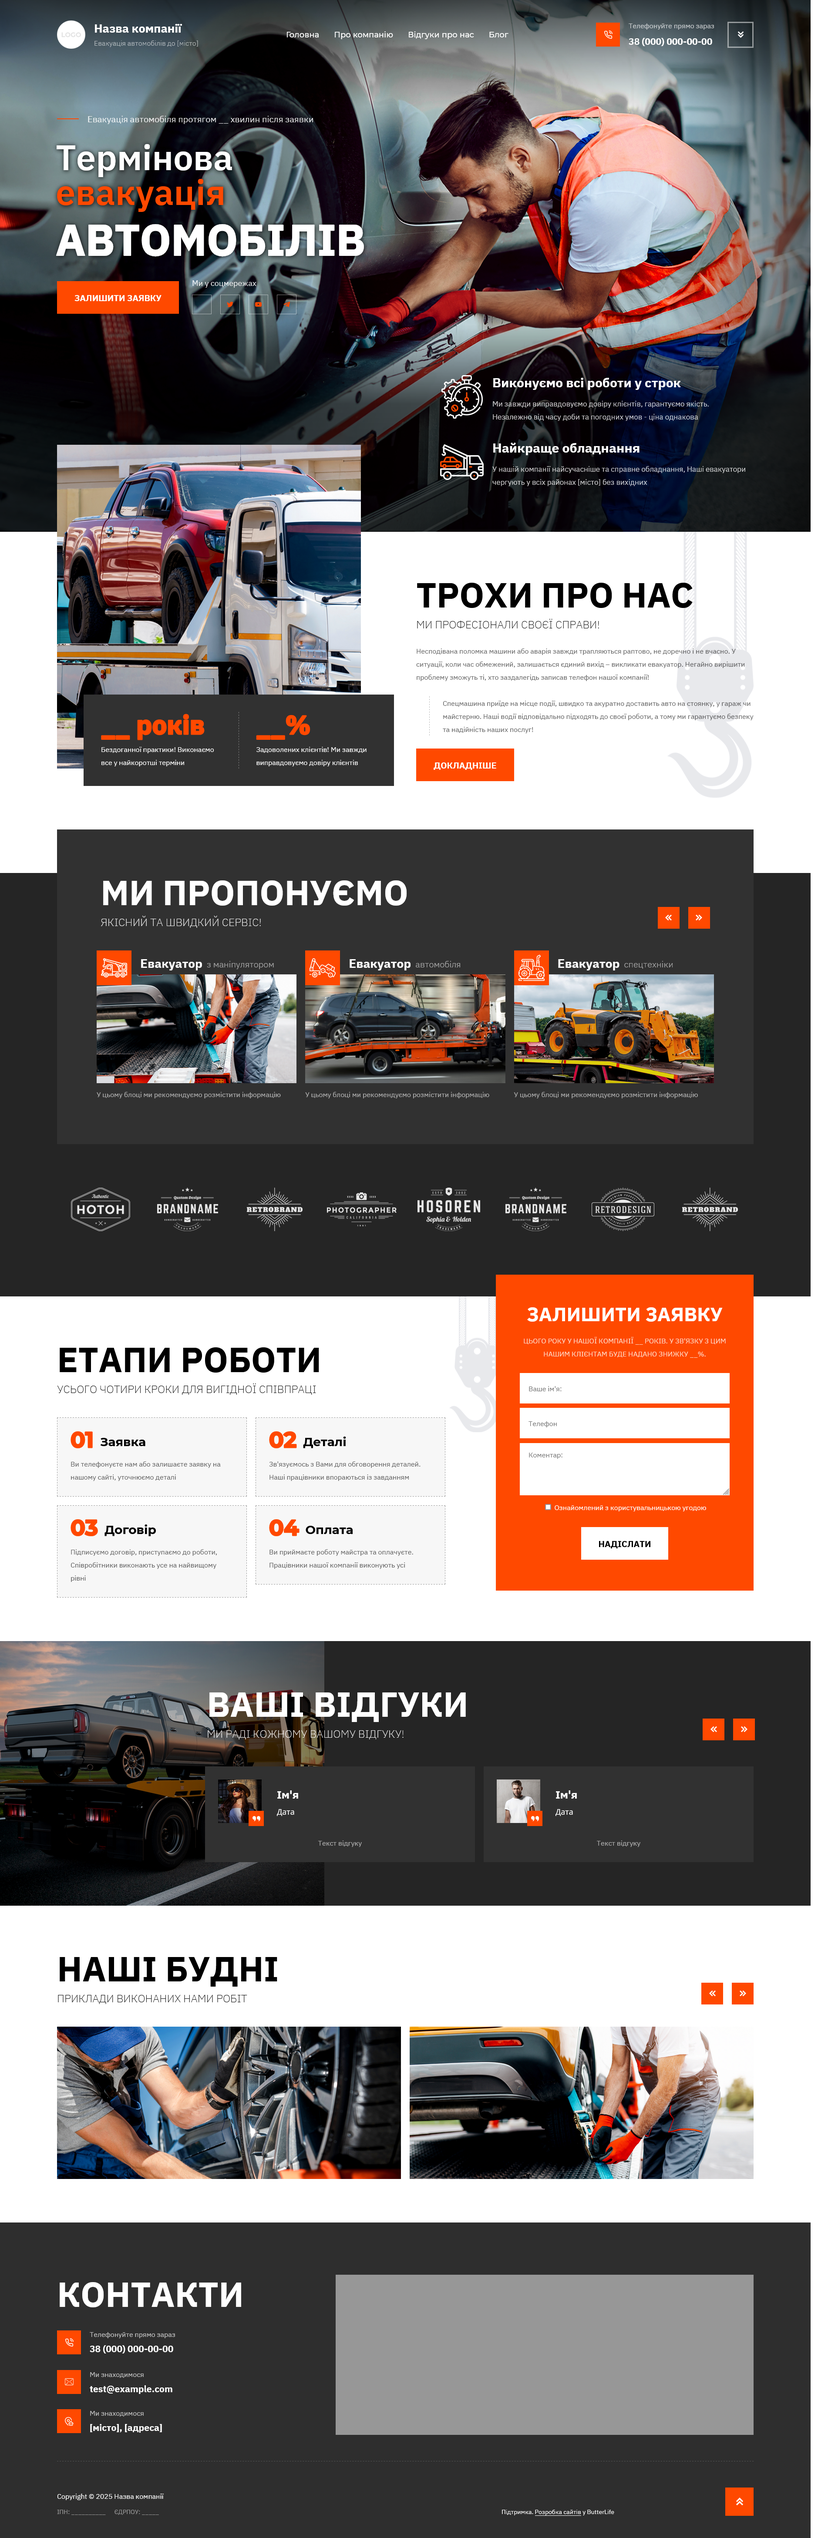 LOGO
Назва компанії
Евакуація автомобілів до [місто]
Головна
Про компанію
Відгуки про нас
Блог
Телефонуйте прямо зараз
38 (000) 000-00-00
Евакуація автомобіля протягом __ хвилин після заявки
Термінова
евакуація
АВТОМОБІЛІВ
ЗАЛИШИТИ ЗАЯВКУ
Ми у соцмережах
Виконуємо всі роботи у строк
Ми завжди виправдовуємо довіру клієнтів, гарантуємо якість.
Незалежно від часу доби та погодних умов - ціна однакова
Найкраще обладнання
У нашій компанії найсучасніше та справне обладнання, Наші евакуатори
чергують у всіх районах [місто] без вихідних
ТРОХИ ПРО НАС
МИ ПРОФЕСІОНАЛИ СВОЄЇ СПРАВИ!
Несподівана поломка машини або аварія завжди трапляються раптово, не доречно і не вчасно. У
ситуації, коли час обмежений, залишається єдиний вихід – викликати евакуатор. Негайно вирішити
проблему зможуть ті, хто заздалегідь записав телефон нашої компанії!
Спецмашина приїде на місце події, швидко та акуратно доставить авто на стоянку, у гараж чи
майстерню. Наші водії відповідально підходять до своєї роботи, а тому ми гарантуємо безпеку
та надійність наших послуг!
ДОКЛАДНІШЕ
__ років
Бездоганної практики! Виконаємо
все у найкоротші терміни
__%
Задоволених клієнтів! Ми завжди
виправдовуємо довіру клієнтів
МИ ПРОПОНУЄМО
ЯКІСНИЙ ТА ШВИДКИЙ СЕРВІС!
Евакуатор з маніпулятором
У цьому блоці ми рекомендуємо розмістити інформацію
Евакуатор автомобіля
У цьому блоці ми рекомендуємо розмістити інформацію
Евакуатор спецтехніки
У цьому блоці ми рекомендуємо розмістити інформацію
Authentic
HOTOH
Quantum Design
BRANDNAME
RETROBRAND
PHOTOGRAPHER
CALIFORNIA
HOSOREN
Sophia & Holden
Quantum Design
BRANDNAME
RETRODESIGN
RETROBRAND
ЕТАПИ РОБОТИ
УСЬОГО ЧОТИРИ КРОКИ ДЛЯ ВИГІДНОЇ СПІВПРАЦІ
01 Заявка
Ви телефонуєте нам або залишаєте заявку на
нашому сайті, уточнюємо деталі
02 Деталі
Зв'язуємось з Вами для обговорення деталей.
Наші працівники впораються із завданням
03 Договір
Підписуємо договір, приступаємо до роботи,
Співробітники виконають усе на найвищому
рівні
04 Оплата
Ви приймаєте роботу майстра та оплачуєте.
Працівники нашої компанії виконують усі
ЗАЛИШИТИ ЗАЯВКУ
ЦЬОГО РОКУ У НАШОЇ КОМПАНІЇ __ РОКІВ. У ЗВ'ЯЗКУ З ЦИМ
НАШИМ КЛІЄНТАМ БУДЕ НАДАНО ЗНИЖКУ __%.
Ваше ім'я:
Телефон
Коментар:
Ознайомлений з користувальницькою угодою
НАДІСЛАТИ
ВАШІ ВІДГУКИ
МИ РАДІ КОЖНОМУ ВАШОМУ ВІДГУКУ!
Ім'я
Дата
Текст відгуку
Ім'я
Дата
Текст відгуку
НАШІ БУДНІ
ПРИКЛАДИ ВИКОНАНИХ НАМИ РОБІТ
КОНТАКТИ
Телефонуйте прямо зараз
38 (000) 000-00-00
Ми знаходимося
test@example.com
Ми знаходимося
[місто], [адреса]
Copyright © 2025 Назва компанії
ІПН: __________ ЄДРПОУ: _____
Підтримка. Розробка сайтів у ButterLife